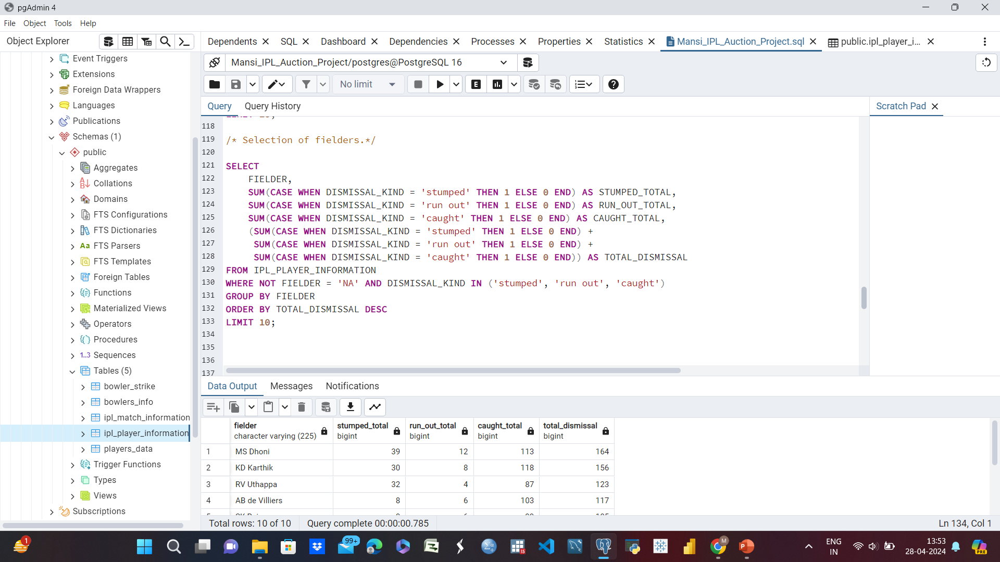 pgAdmin 4
File Object Tools Help
Object Explorer
Dependents SQL Dashboard Dependencies Processes Properties Statistics Mansi_IPL_Auction_Project.sql public.ipl_player_i...
Mansi_IPL_Auction_Project/postgres@PostgreSQL 16
No limit
Query Query History
Scratch Pad
Event Triggers
Extensions
Foreign Data Wrappers
Languages
Publications
Schemas (1)
public
Aggregates
Collations
Domains
FTS Configurations
FTS Dictionaries
Aa FTS Parsers
FTS Templates
Foreign Tables
Functions
Materialized Views
Operators
Procedures
1..3 Sequences
Tables (5)
bowler_strike
bowlers_info
ipl_match_information
ipl_player_information
players_data
Trigger Functions
Types
Views
Subscriptions
118
119 /* Selection of fielders.*/
120
121 SELECT
122 FIELDER,
123 SUM(CASE WHEN DISMISSAL_KIND = 'stumped' THEN 1 ELSE 0 END) AS STUMPED_TOTAL,
124 SUM(CASE WHEN DISMISSAL_KIND = 'run out' THEN 1 ELSE 0 END) AS RUN_OUT_TOTAL,
125 SUM(CASE WHEN DISMISSAL_KIND = 'caught' THEN 1 ELSE 0 END) AS CAUGHT_TOTAL,
126 (SUM(CASE WHEN DISMISSAL_KIND = 'stumped' THEN 1 ELSE 0 END) +
127 SUM(CASE WHEN DISMISSAL_KIND = 'run out' THEN 1 ELSE 0 END) +
128 SUM(CASE WHEN DISMISSAL_KIND = 'caught' THEN 1 ELSE 0 END)) AS TOTAL_DISMISSAL
129 FROM IPL_PLAYER_INFORMATION
130 WHERE NOT FIELDER = 'NA' AND DISMISSAL_KIND IN ('stumped', 'run out', 'caught')
131 GROUP BY FIELDER
132 ORDER BY TOTAL_DISMISSAL DESC
133 LIMIT 10;
134
135
136
137
Data Output Messages Notifications
fielder stumped_total run_out_total caught_total total_dismissal
character varying (225) bigint bigint bigint bigint
1 MS Dhoni 39 12 113 164
2 KD Karthik 30 8 118 156
3 RV Uthappa 32 4 87 123
4 AB de Villiers 8 6 103 117
Total rows: 10 of 10 Query complete 00:00:00.785
Ln 134, Col 1
1
99+
15
M
ENG
IN
13:53
28-04-2024
PRE